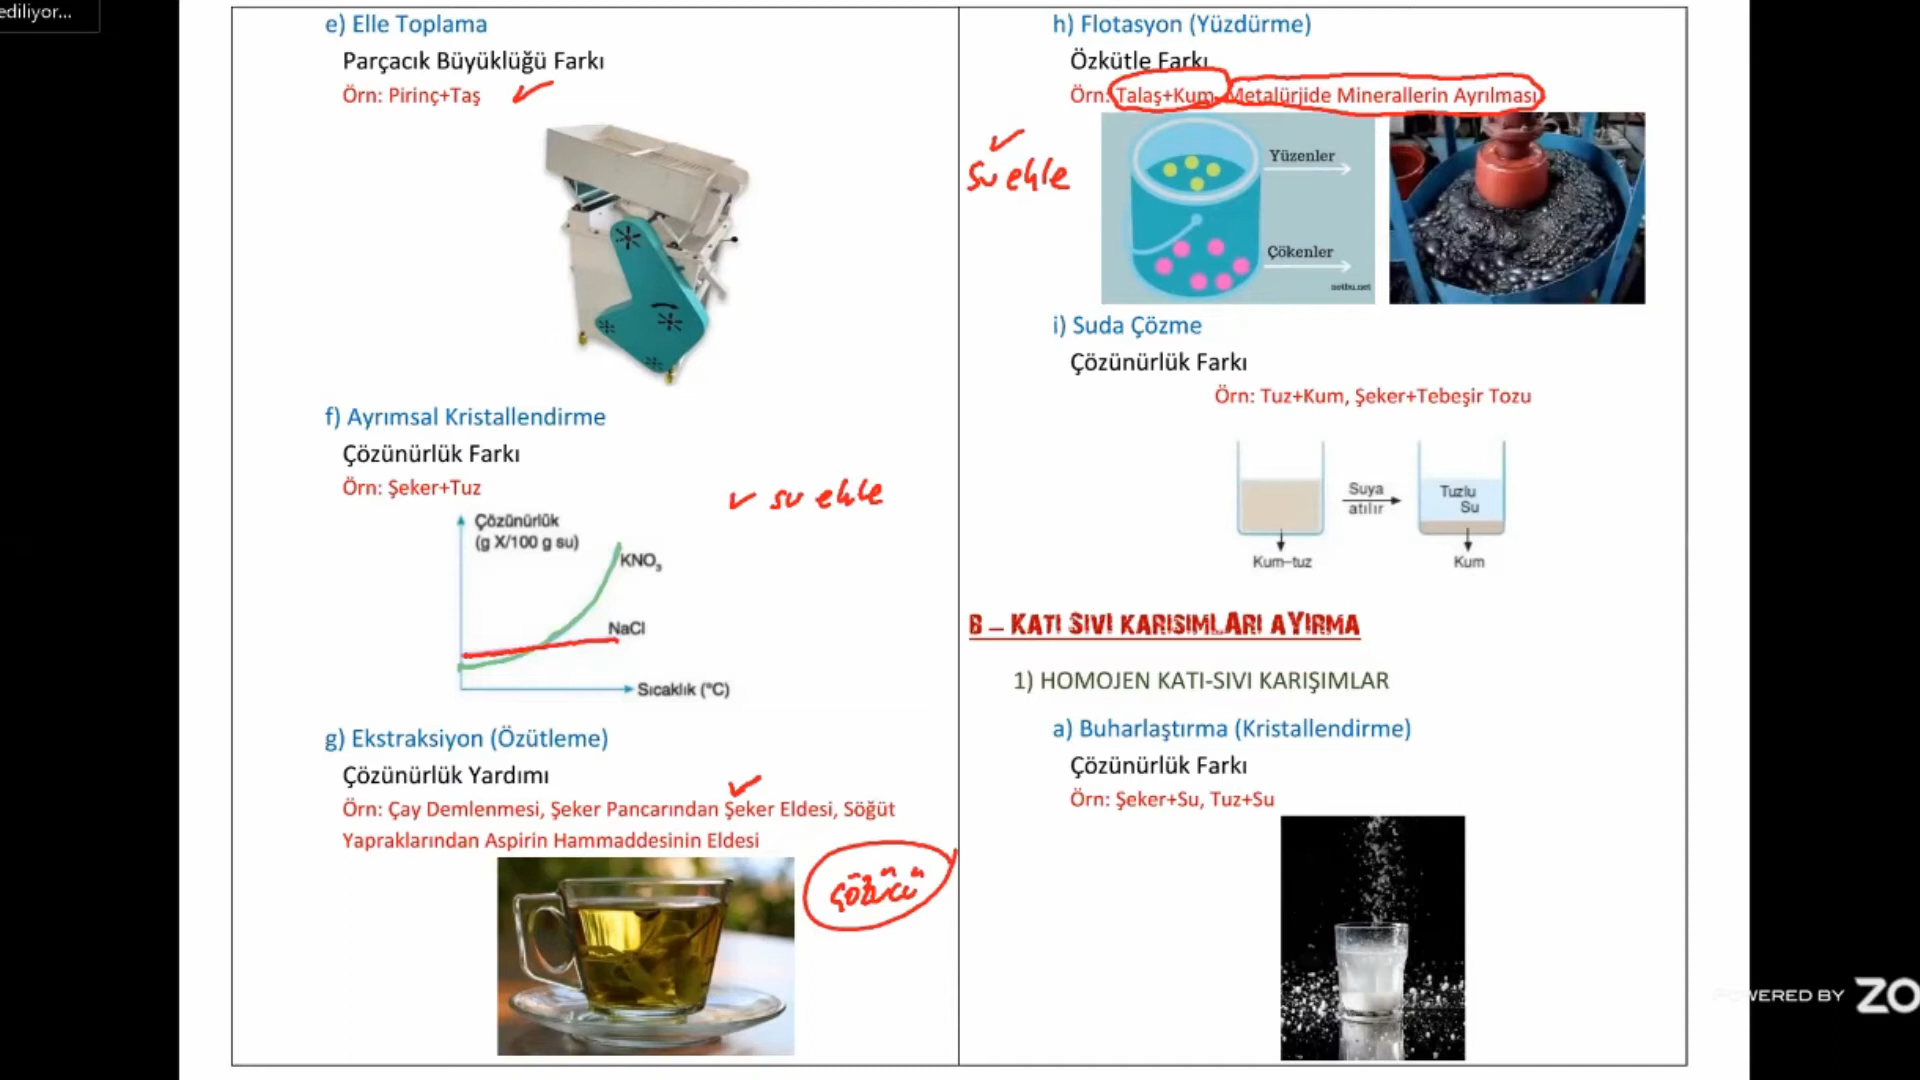 ediliyor...
e) Elle Toplama
Parçacık Büyüklüğü Farkı
Örn: Pirinç+Taş
f) Ayrımsal Kristallendirme
Çözünürlük Farkı
Örn: Şeker+Tuz
su ekle
Çözünürlük
(g X/100 g su)
KNO₃
NaCl
Sıcaklık (°C)
g) Ekstraksiyon (Özütleme)
Çözünürlük Yardımı
Örn: Çay Demlenmesi, Şeker Pancarından Şeker Eldesi, Söğüt
Yapraklarından Aspirin Hammaddesinin Eldesi
çözücü
h) Flotasyon (Yüzdürme)
Özkütle Farkı
Örn: Talaş+Kum, Metalürjide Minerallerin Ayrılması
su ekle
Yüzenler
Çökenler
netbu.net
i) Suda Çözme
Çözünürlük Farkı
Örn: Tuz+Kum, Şeker+Tebeşir Tozu
Suya
atılır
Tuzlu
Su
Kum-tuz
Kum
B – KATI SIVI KARISIMLARI AYIRMA
1) HOMOJEN KATI-SIVI KARIŞIMLAR
a) Buharlaştırma (Kristallendirme)
Çözünürlük Farkı
Örn: Şeker+Su, Tuz+Su
POWERED BY ZO